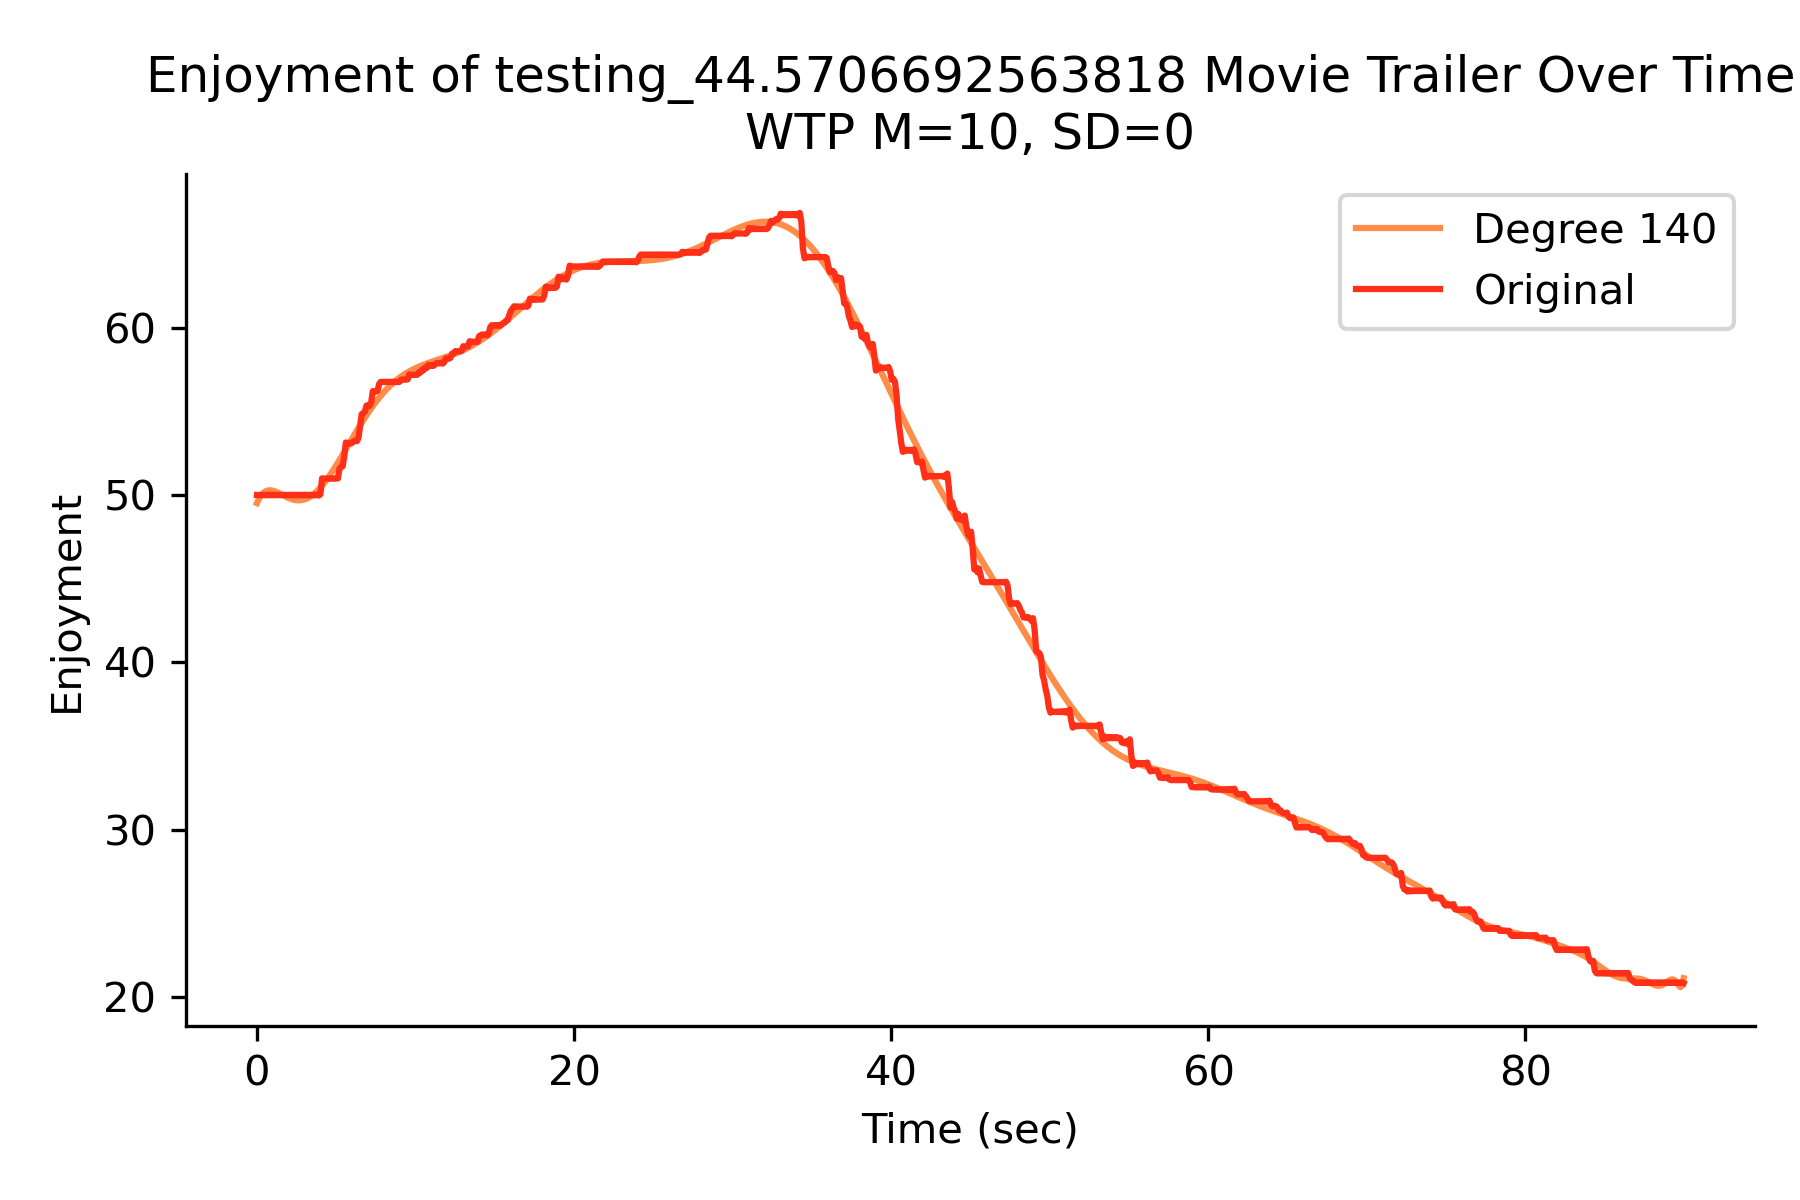 Enjoyment of testing_44.5706692563818 Movie Trailer Over Time
WTP M=10, SD=0
Degree 140
Original
Enjoyment
60
50
40
30
20
0
20
40
60
80
Time (sec)